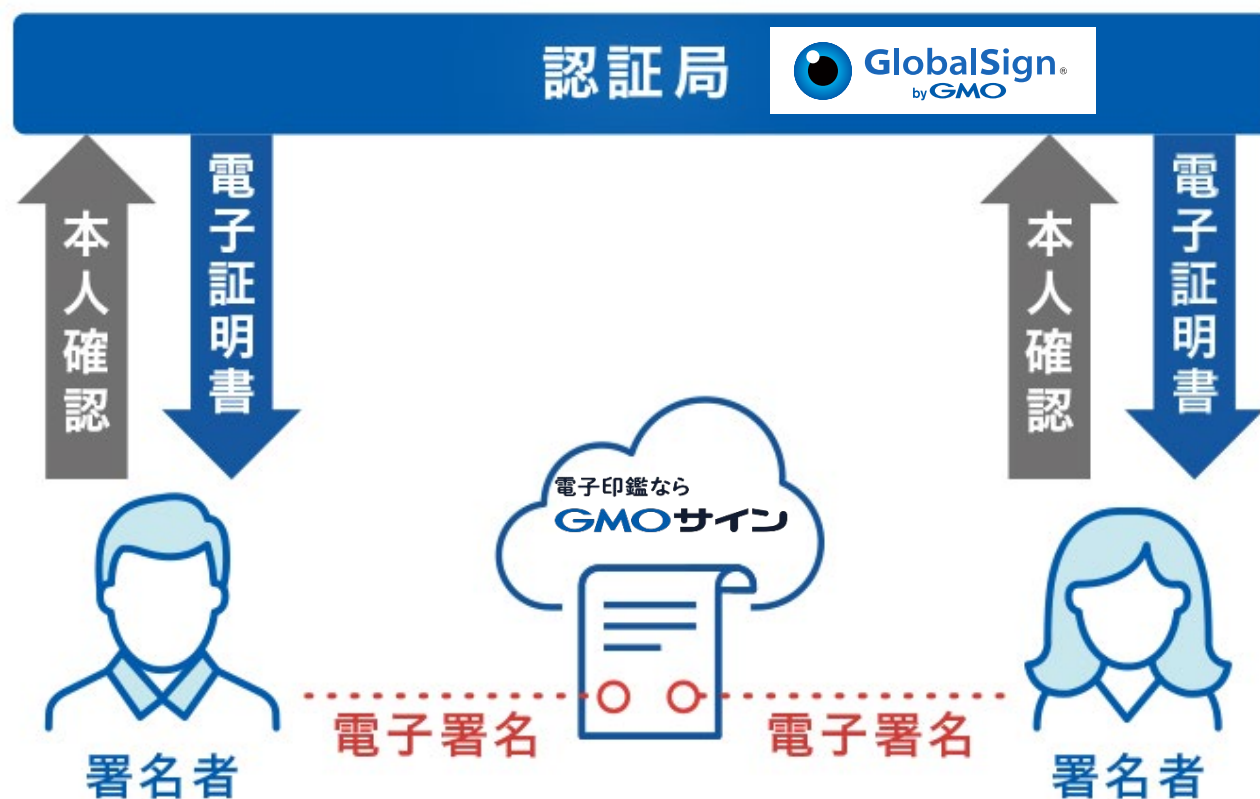 認証局
GlobalSign®
by GMO
本人確認
電子証明書
本人確認
電子証明書
電子印鑑なら
GMOサイン
電子署名
電子署名
署名者
署名者